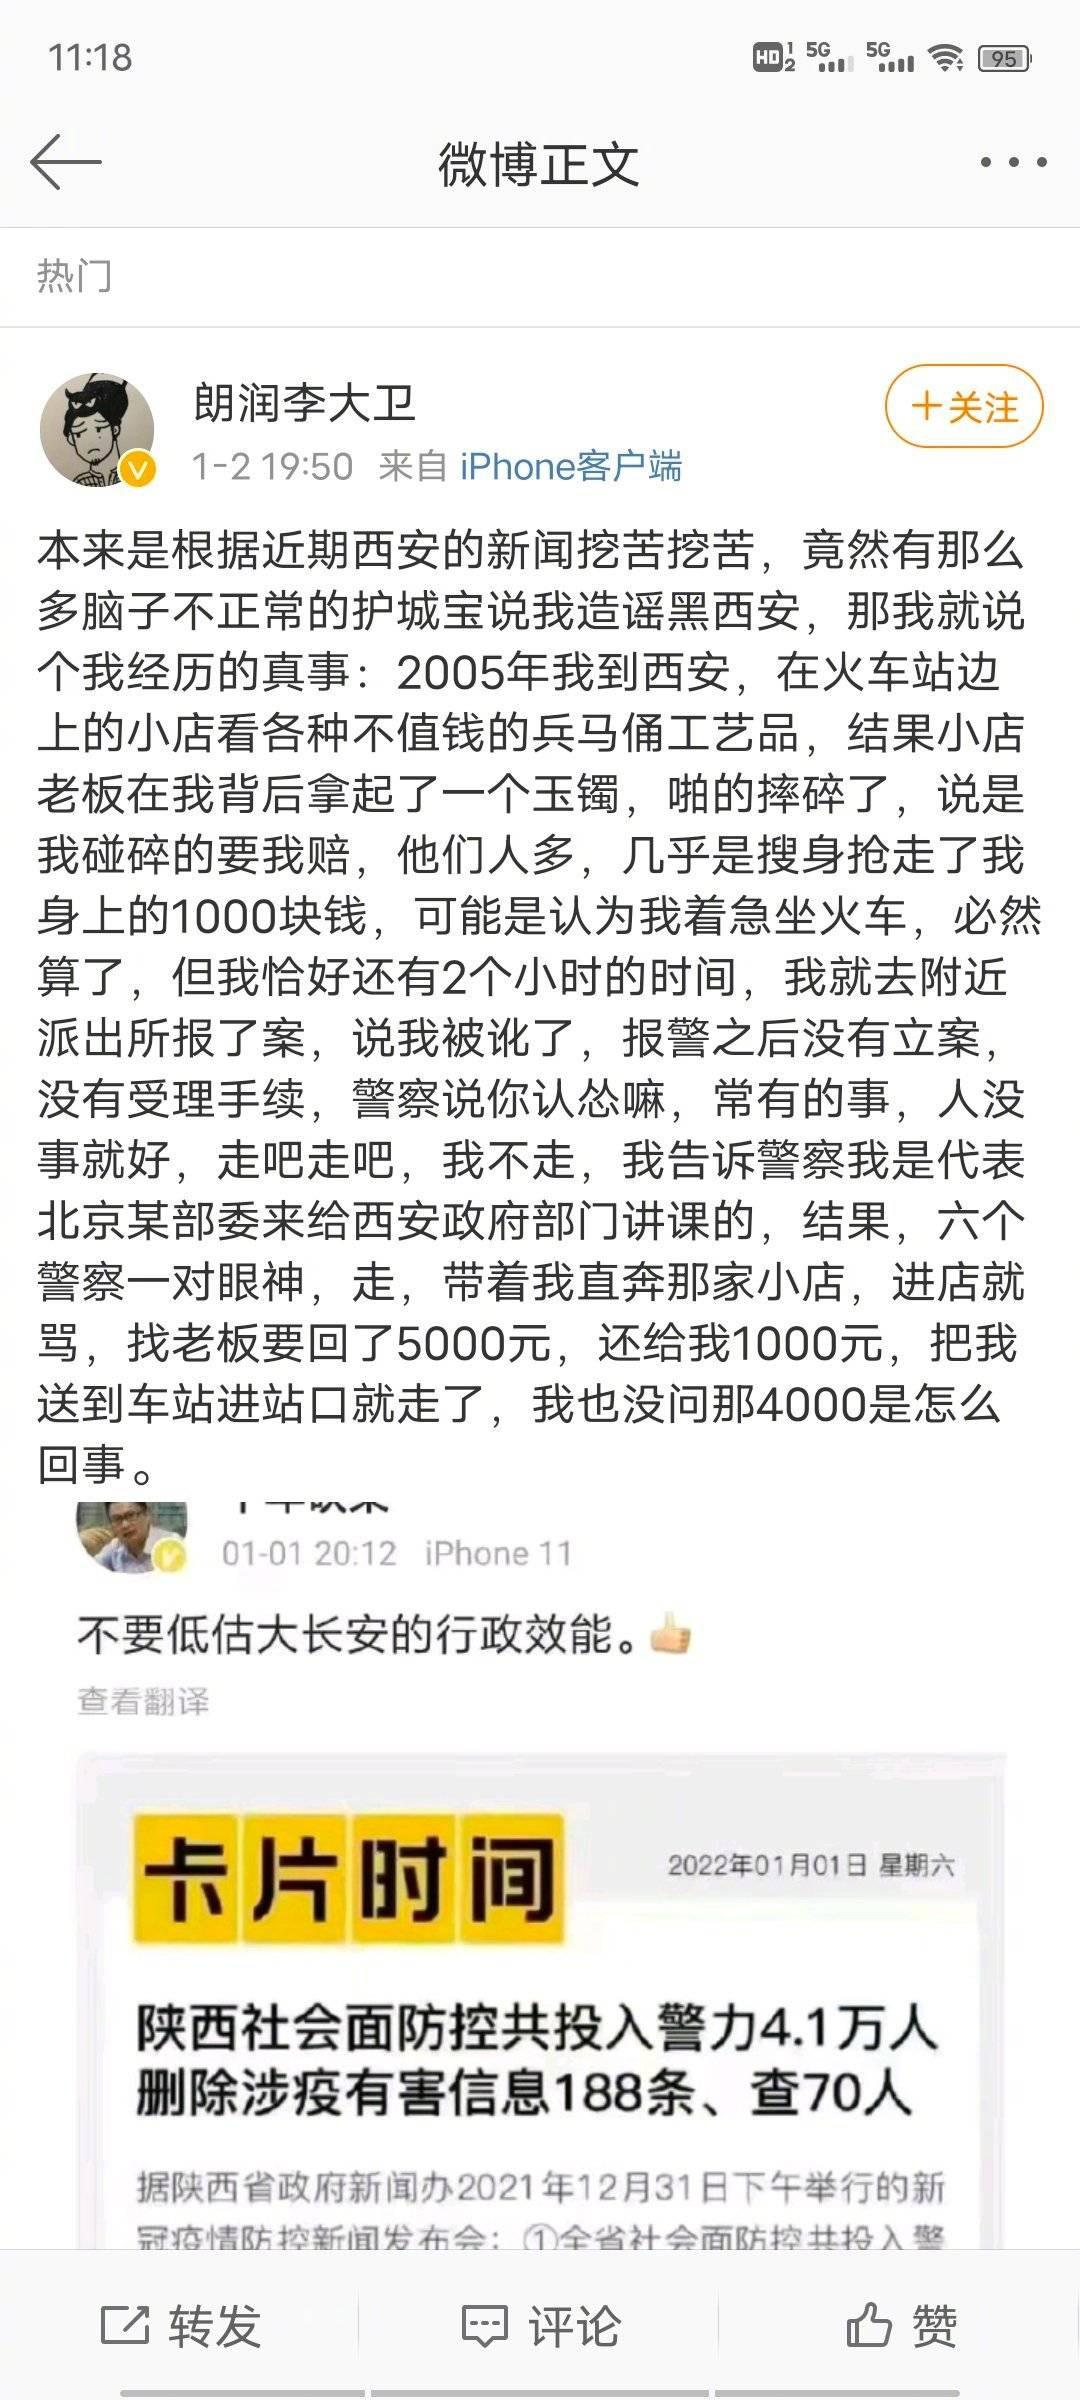 11:18
HD 1 2 5G 5G 95
微博正文
热门
朗润李大卫
+关注
1-2 19:50 来自 iPhone客户端
本来是根据近期西安的新闻挖苦挖苦，竟然有那么
多脑子不正常的护城宝说我造谣黑西安，那我就说
个我经历的真事：2005年我到西安，在火车站边
上的小店看各种不值钱的兵马俑工艺品，结果小店
老板在我背后拿起了一个玉镯，啪的摔碎了，说是
我碰碎的要我赔，他们人多，几乎是搜身抢走了我
身上的1000块钱，可能是认为我着急坐火车，必然
算了，但我恰好还有2个小时的时间，我就去附近
派出所报了案，说我被讹了，报警之后没有立案，
没有受理手续，警察说你认怂嘛，常有的事，人没
事就好，走吧走吧，我不走，我告诉警察我是代表
北京某部委来给西安政府部门讲课的，结果，六个
警察一对眼神，走，带着我直奔那家小店，进店就
骂，找老板要回了5000元，还给我1000元，把我
送到车站进站口就走了，我也没问那4000是怎么
回事。
01-01 20:12 iPhone 11
不要低估大长安的行政效能。👍
查看翻译
卡片时间
2022年01月01日 星期六
陕西社会面防控共投入警力4.1万人
删除涉疫有害信息188条、查70人
据陕西省政府新闻办2021年12月31日下午举行的新
冠疫情防控新闻发布会：①全省社会面防控共投入警
转发
评论
赞